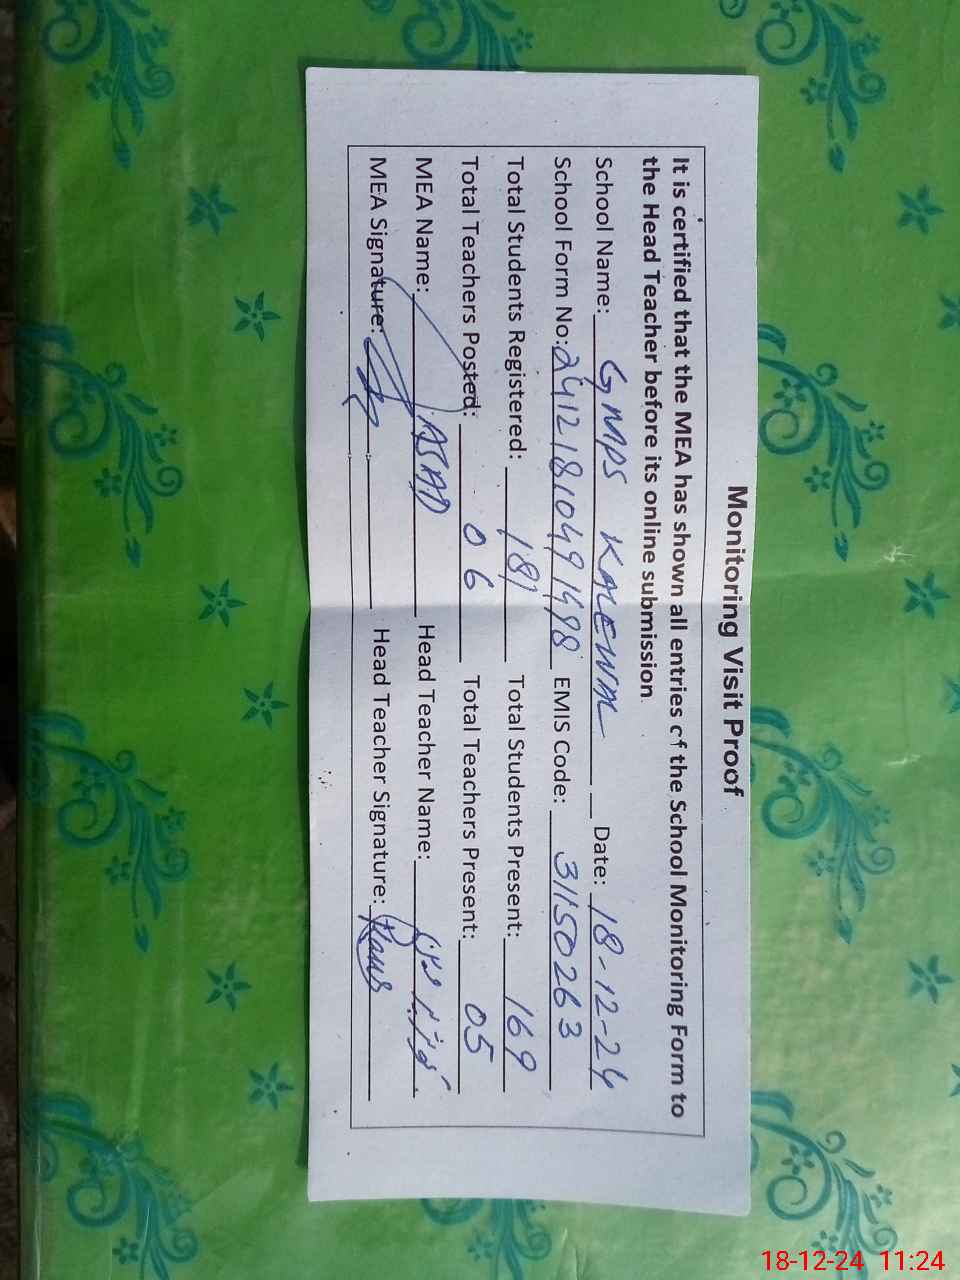 Monitoring Visit Proof
It is certified that the MEA has shown all entries of the School Monitoring Form to
the Head Teacher before its online submission
School Name: GMPS KALEWAL Date: 18-12-24
School Form No: 24121810491498 EMIS Code: 3115026 3
Total Students Registered: 181 Total Students Present: 169
Total Teachers Posted: 06 Total Teachers Present: 05
MEA Name: ASAD Head Teacher Name:
MEA Signature: Head Teacher Signature:
18-12-24 11:24